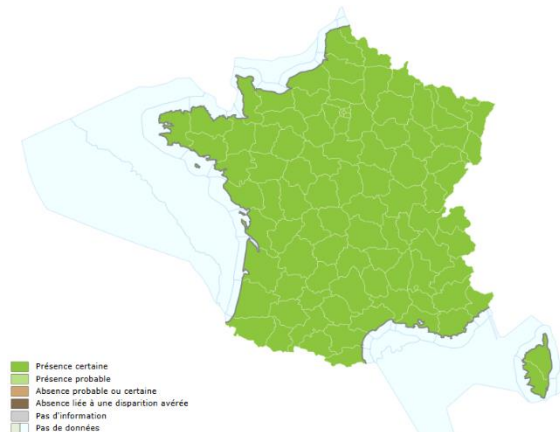 Présence certaine
Présence probable
Absence probable ou certaine
Absence liée à une disparition avérée
Pas d'information
Pas de données